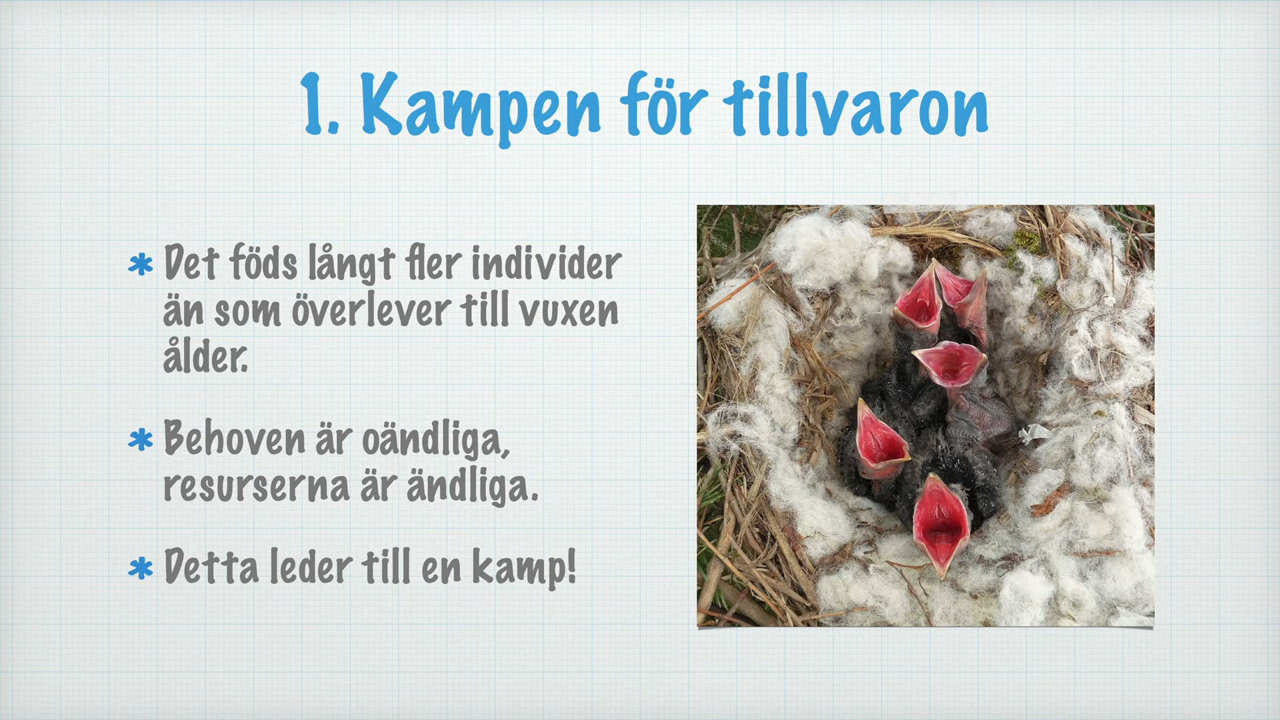 1. Kampen för tillvaron
* Det föds långt fler individer
än som överlever till vuxen
ålder.
* Behoven är oändliga,
resurserna är ändliga.
* Detta leder till en kamp!